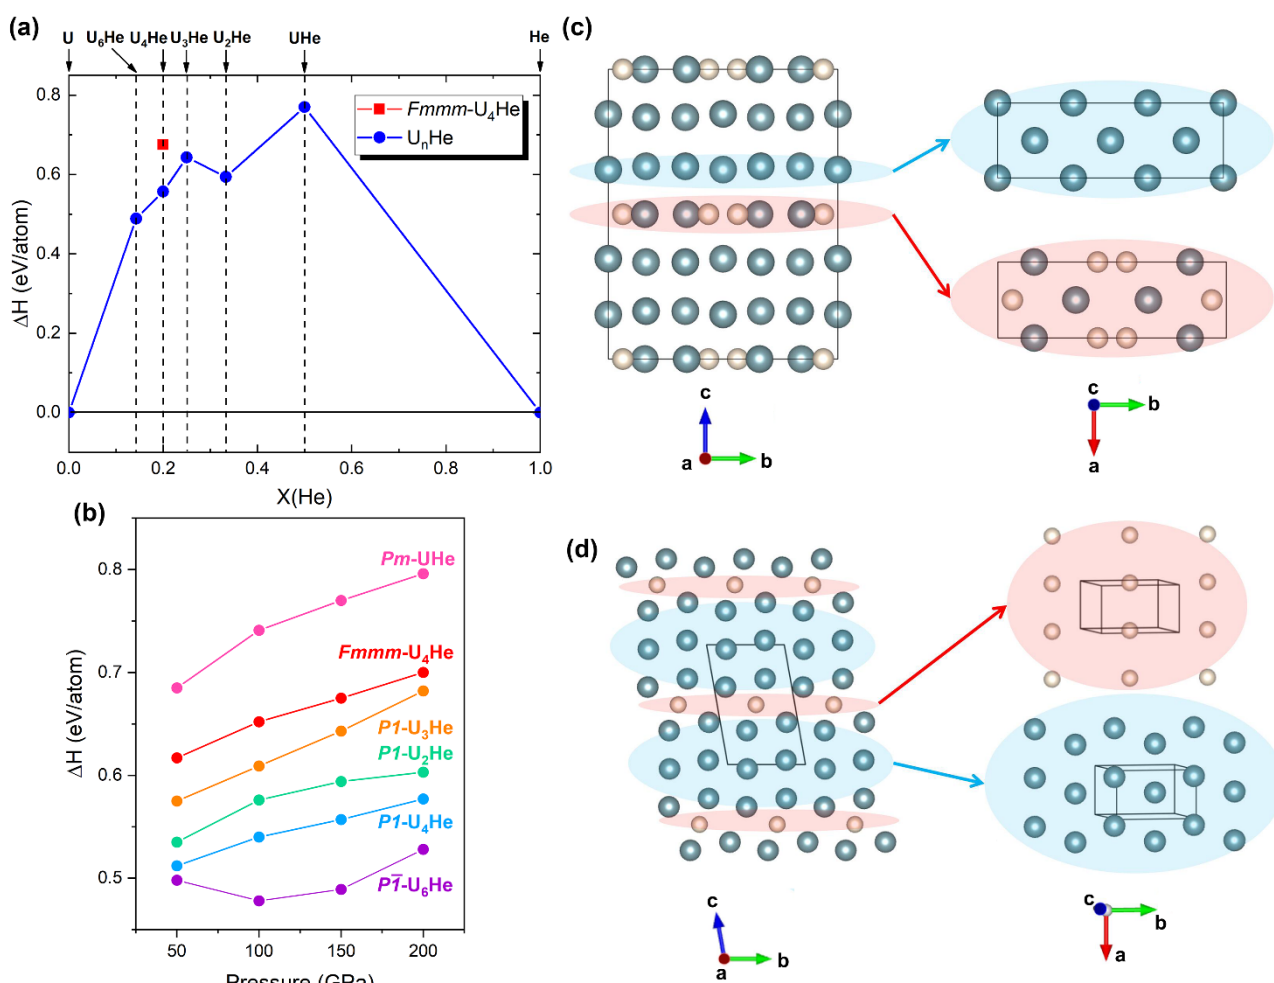 (a)
U U₆He U₄He U₃He U₂He UHe He
0.8
0.6
0.4
0.2
0.0
ΔH (eV/atom)
Fmmm-U₄He
UₙHe
0.0 0.2 0.4 0.6 0.8 1.0
X(He)
(b)
0.8
0.7
0.6
0.5
ΔH (eV/atom)
Pm-UHe
Fmmm-U₄He
P1-U₃He
P1-U₂He
P1-U₄He
P1̅-U₆He
50 100 150 200
Pressure (GPa)
(c)
c
a b
c b
a
(d)
c
a b
c b
a